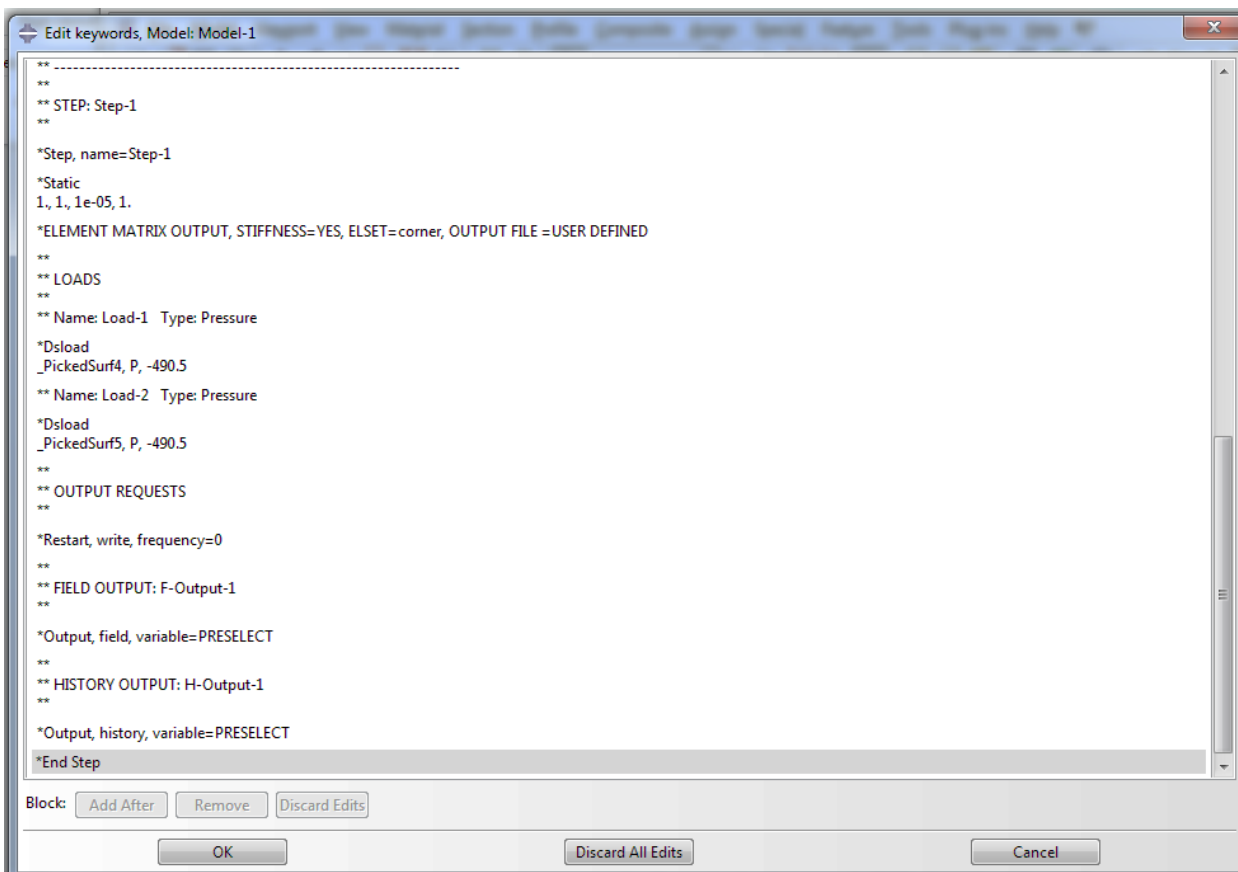 Edit keywords, Model: Model-1
** ----------------------------------------------------------------
**
** STEP: Step-1
**
*Step, name=Step-1
*Static
1., 1., 1e-05, 1.
*ELEMENT MATRIX OUTPUT, STIFFNESS=YES, ELSET=corner, OUTPUT FILE =USER DEFINED
**
** LOADS
**
** Name: Load-1   Type: Pressure
*Dsload
_PickedSurf4, P, -490.5
** Name: Load-2   Type: Pressure
*Dsload
_PickedSurf5, P, -490.5
**
** OUTPUT REQUESTS
**
*Restart, write, frequency=0
**
** FIELD OUTPUT: F-Output-1
**
*Output, field, variable=PRESELECT
**
** HISTORY OUTPUT: H-Output-1
**
*Output, history, variable=PRESELECT
*End Step
Block: Add After Remove Discard Edits
OK Discard All Edits Cancel